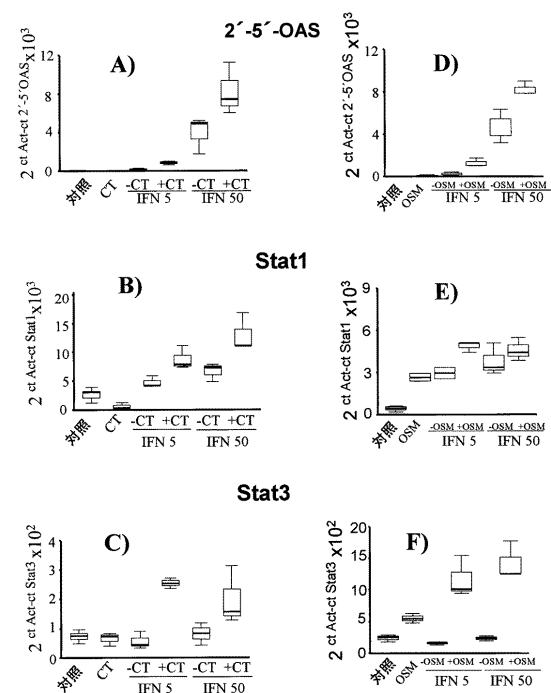 2´-5´-OAS
A)
2 ct Act-ct 2´-5´OAS x10³
12
8
4
0
对照
CT
-CT +CT
IFN 5
-CT +CT
IFN 50
D)
2 ct Act-ct 2´-5´OAS x10³
12
8
4
0
对照
OSM
-OSM +OSM
IFN 5
-OSM +OSM
IFN 50
Stat1
B)
2 ct Act-ct Stat1 x10³
20
15
10
5
0
对照
CT
-CT +CT
IFN 5
-CT +CT
IFN 50
E)
2 ct Act-ct Stat1 x10³
9
6
3
0
对照
OSM
-OSM +OSM
IFN 5
-OSM +OSM
IFN 50
Stat3
C)
2 ct Act-ct Stat3 x10²
4
3
2
1
0
对照
CT
-CT +CT
IFN 5
-CT +CT
IFN 50
F)
2 ct Act-ct Stat3 x10²
20
15
10
5
0
对照
OSM
-OSM +OSM
IFN 5
-OSM +OSM
IFN 50